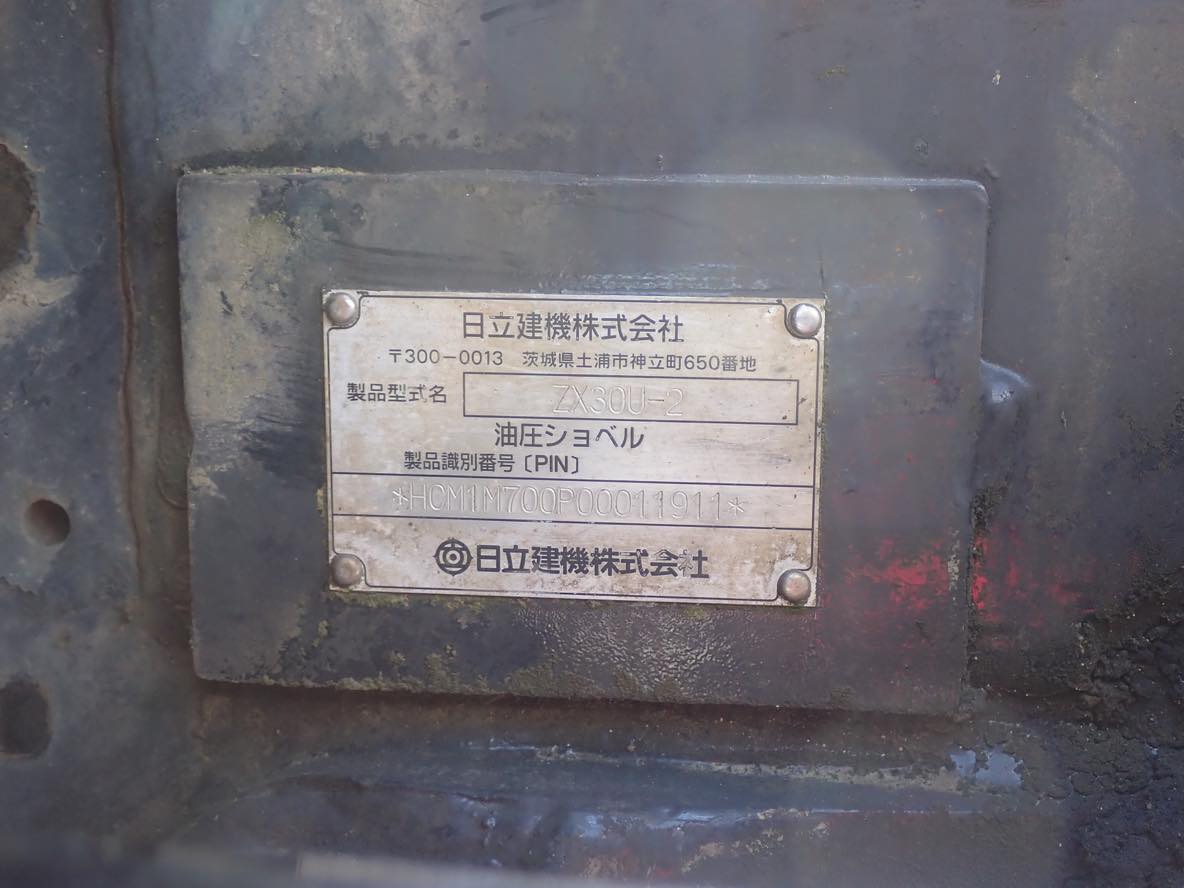 日立建機株式会社
〒300-0013 茨城県土浦市神立町650番地
製品型式名 ZX30U-2
油圧ショベル
製品識別番号〔PIN〕
*HCM1M700P00011911*
日立建機株式会社